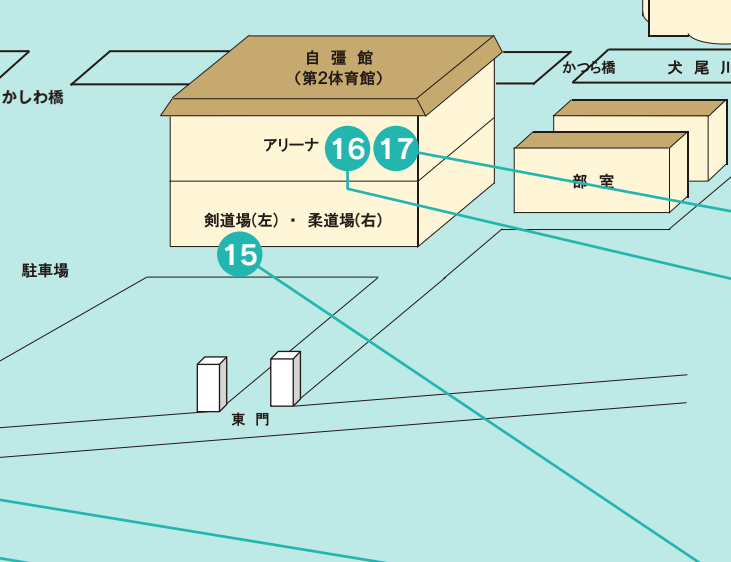 自彊館
(第2体育館)
かつら橋
犬尾川
かしわ橋
アリーナ
16
17
部室
剣道場(左)・柔道場(右)
15
駐車場
東門